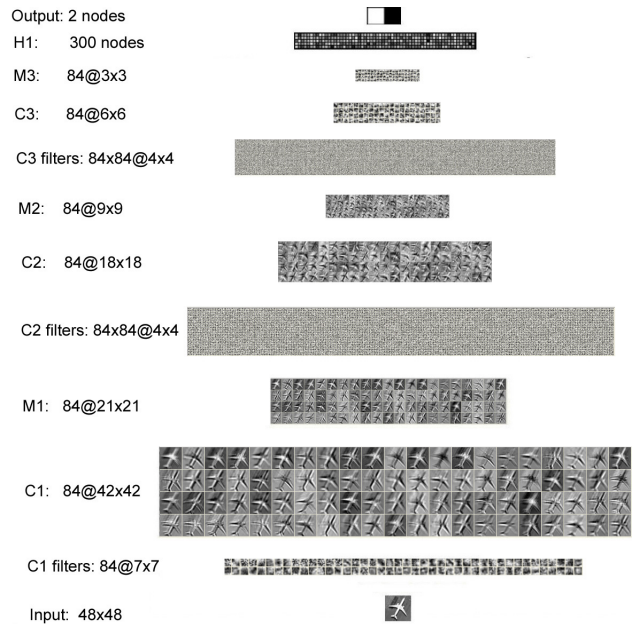 Output: 2 nodes
H1: 300 nodes
M3: 84@3x3
C3: 84@6x6
C3 filters: 84x84@4x4
M2: 84@9x9
C2: 84@18x18
C2 filters: 84x84@4x4
M1: 84@21x21
C1: 84@42x42
C1 filters: 84@7x7
Input: 48x48